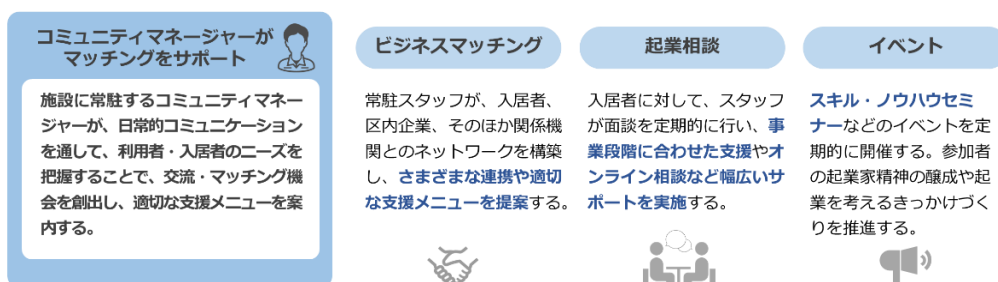 コミュニティマネージャーが
マッチングをサポート
施設に常駐するコミュニティマネー
ジャーが、日常的コミュニケーション
を通して、利用者・入居者のニーズを
把握することで、交流・マッチング機
会を創出し、適切な支援メニューを案
内する。
ビジネスマッチング
常駐スタッフが、入居者、
区内企業、そのほか関係機
関とのネットワークを構築
し、さまざまな連携や適切
な支援メニューを提案する。
起業相談
入居者に対して、スタッフ
が面談を定期的に行い、事
業段階に合わせた支援やオ
ンライン相談など幅広いサ
ポートを実施する。
イベント
スキル・ノウハウセミ
ナーなどのイベントを定
期的に開催する。参加者
の起業家精神の醸成や起
業を考えるきっかけづく
りを推進する。